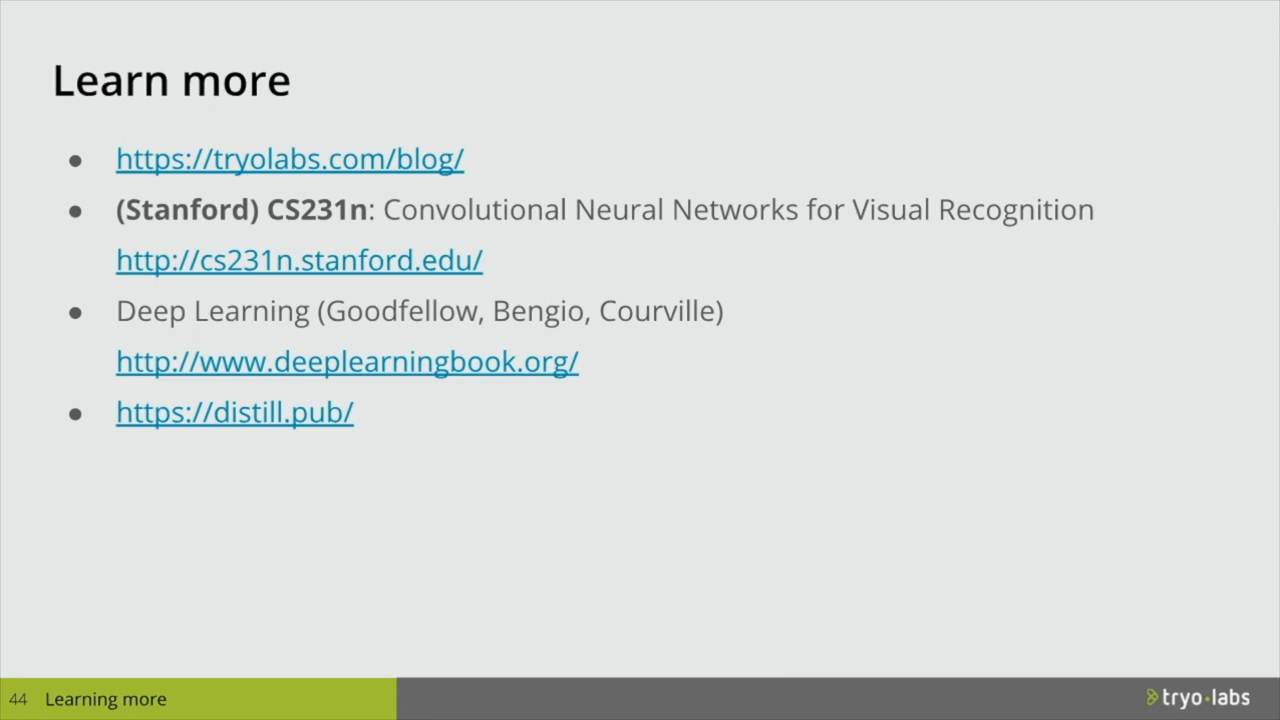 Learn more
● https://tryolabs.com/blog/
● (Stanford) CS231n: Convolutional Neural Networks for Visual Recognition
http://cs231n.stanford.edu/
● Deep Learning (Goodfellow, Bengio, Courville)
http://www.deeplearningbook.org/
● https://distill.pub/
44 Learning more
tryo·labs